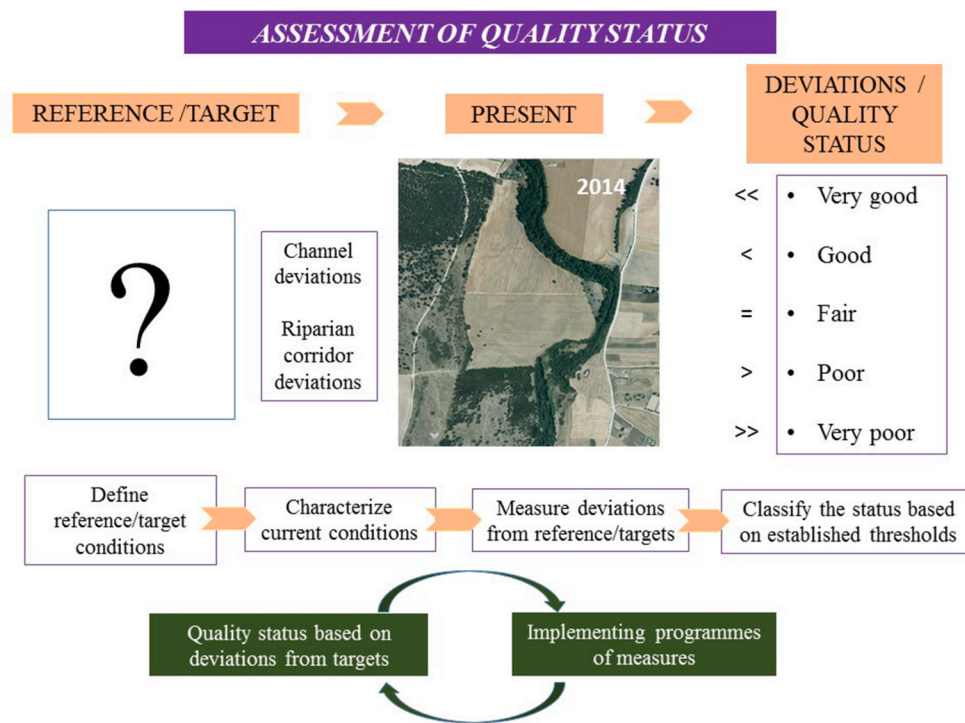 ASSESSMENT OF QUALITY STATUS
REFERENCE /TARGET
PRESENT
DEVIATIONS /
QUALITY
STATUS
?
Channel
deviations
Riparian
corridor
deviations
2014
<< • Very good
< • Good
= • Fair
> • Poor
>> • Very poor
Define
reference/target
conditions
Characterize
current conditions
Measure deviations
from reference/targets
Classify the status based
on established thresholds
Quality status based on
deviations from targets
Implementing programmes
of measures